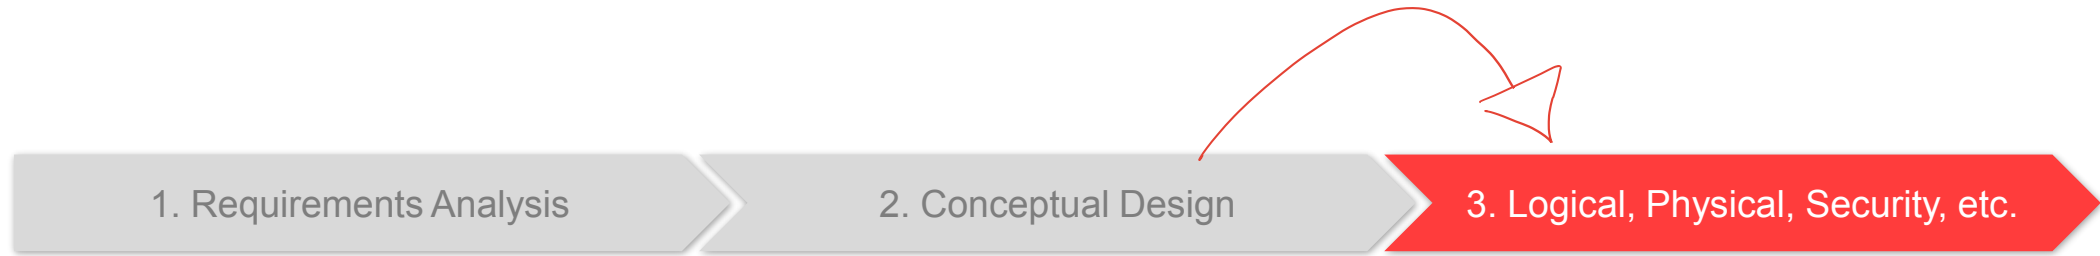 1. Requirements Analysis
2. Conceptual Design
3. Logical, Physical, Security, etc.